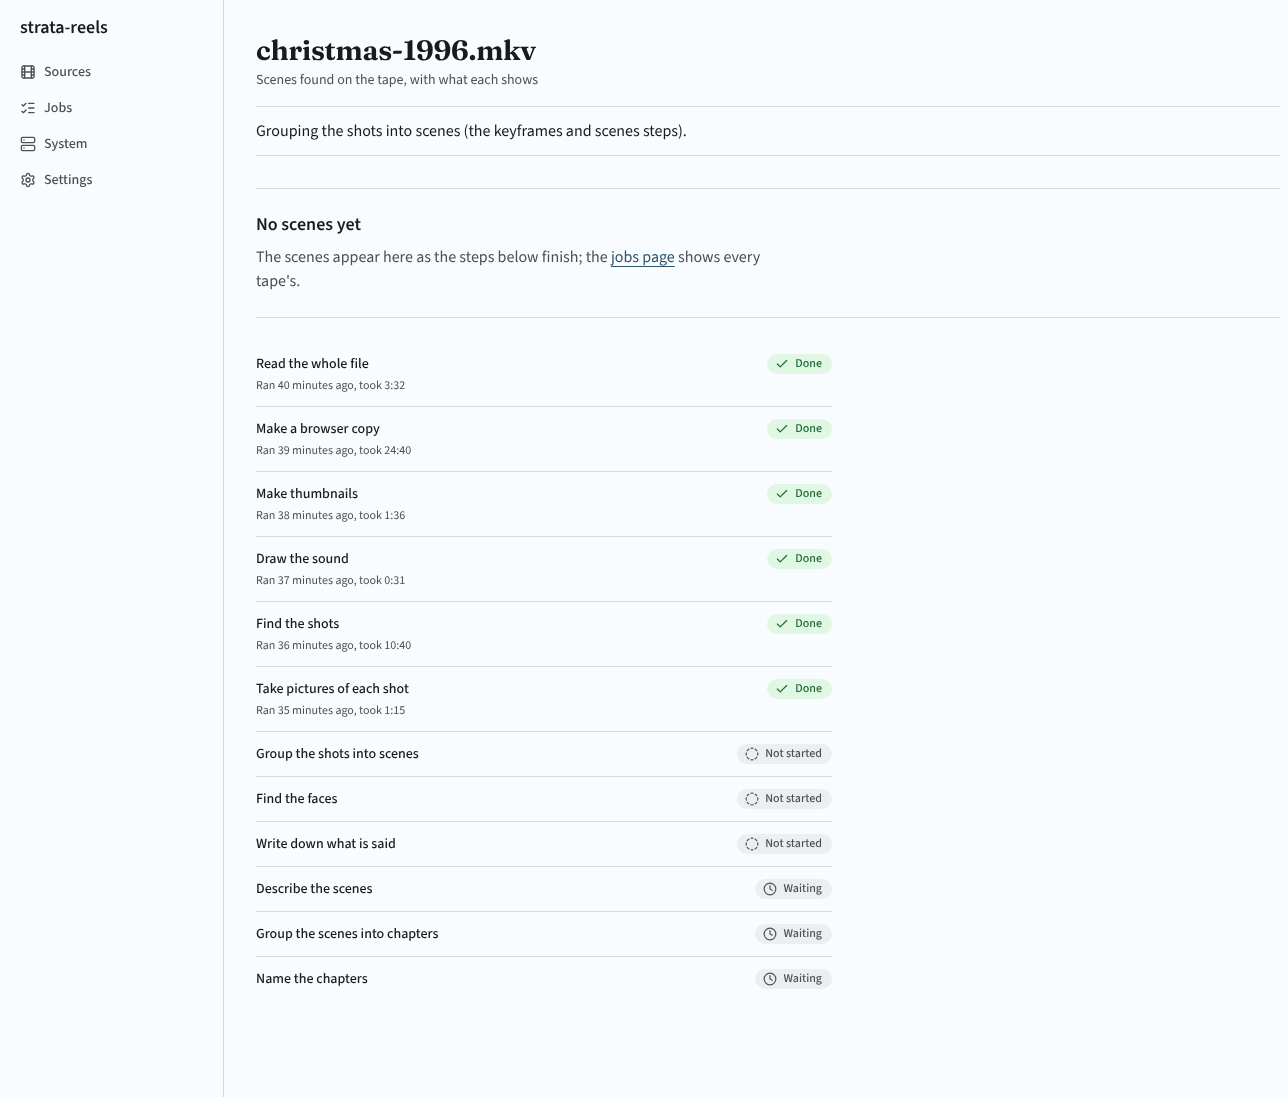 strata-reels
Sources
Jobs
System
Settings
christmas-1996.mkv
Scenes found on the tape, with what each shows
Grouping the shots into scenes (the keyframes and scenes steps).
No scenes yet
The scenes appear here as the steps below finish; the jobs page shows every
tape's.
Read the whole file
Done
Ran 40 minutes ago, took 3:32
Make a browser copy
Done
Ran 39 minutes ago, took 24:40
Make thumbnails
Done
Ran 38 minutes ago, took 1:36
Draw the sound
Done
Ran 37 minutes ago, took 0:31
Find the shots
Done
Ran 36 minutes ago, took 10:40
Take pictures of each shot
Done
Ran 35 minutes ago, took 1:15
Group the shots into scenes
Not started
Find the faces
Not started
Write down what is said
Not started
Describe the scenes
Waiting
Group the scenes into chapters
Waiting
Name the chapters
Waiting